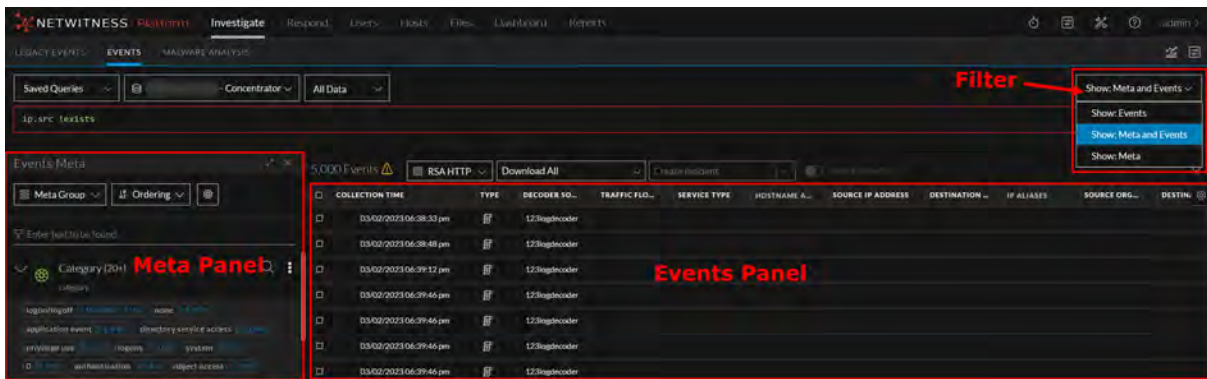 NETWITNESS Platform Investigate Respond Users Hosts Files Dashboard Reports admin
LEGACY EVENTS EVENTS MALWARE ANALYSIS
Filter
Saved Queries - Concentrator All Data Show: Meta and Events
Show: Events
ip.src !exists
Show: Meta and Events
Show: Meta
Events Meta 5,000 Events RSA HTTP Download All Create Incident
Meta Group Ordering
COLLECTION TIME TYPE DECODER SO... TRAFFIC FLO... SERVICE TYPE HOSTNAME A... SOURCE IP ADDRESS DESTINATION ... IP ALIASES SOURCE ORG... DESTIN
03/02/2023 06:38:33 pm 123logdecoder
Enter text to be found
03/02/2023 06:38:48 pm 123logdecoder
Category (20+) Meta Panel
03/02/2023 06:39:12 pm 123logdecoder
Events Panel
category
03/02/2023 06:39:46 pm 123logdecoder
logon/logoff none
03/02/2023 06:39:46 pm 123logdecoder
application event directory service access
03/02/2023 06:39:46 pm 123logdecoder
privilege use logons system
authentication object access
03/02/2023 06:39:46 pm 123logdecoder